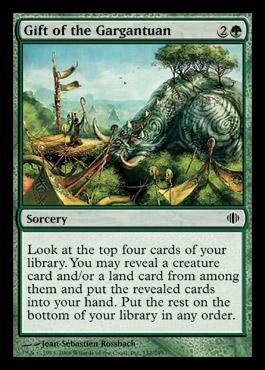 Gift of the Gargantuan 2
Sorcery
Look at the top four cards of your
library. You may reveal a creature
card and/or a land card from among
them and put the revealed cards
into your hand. Put the rest on the
bottom of your library in any order.
Jean-Sébastien Rossbach